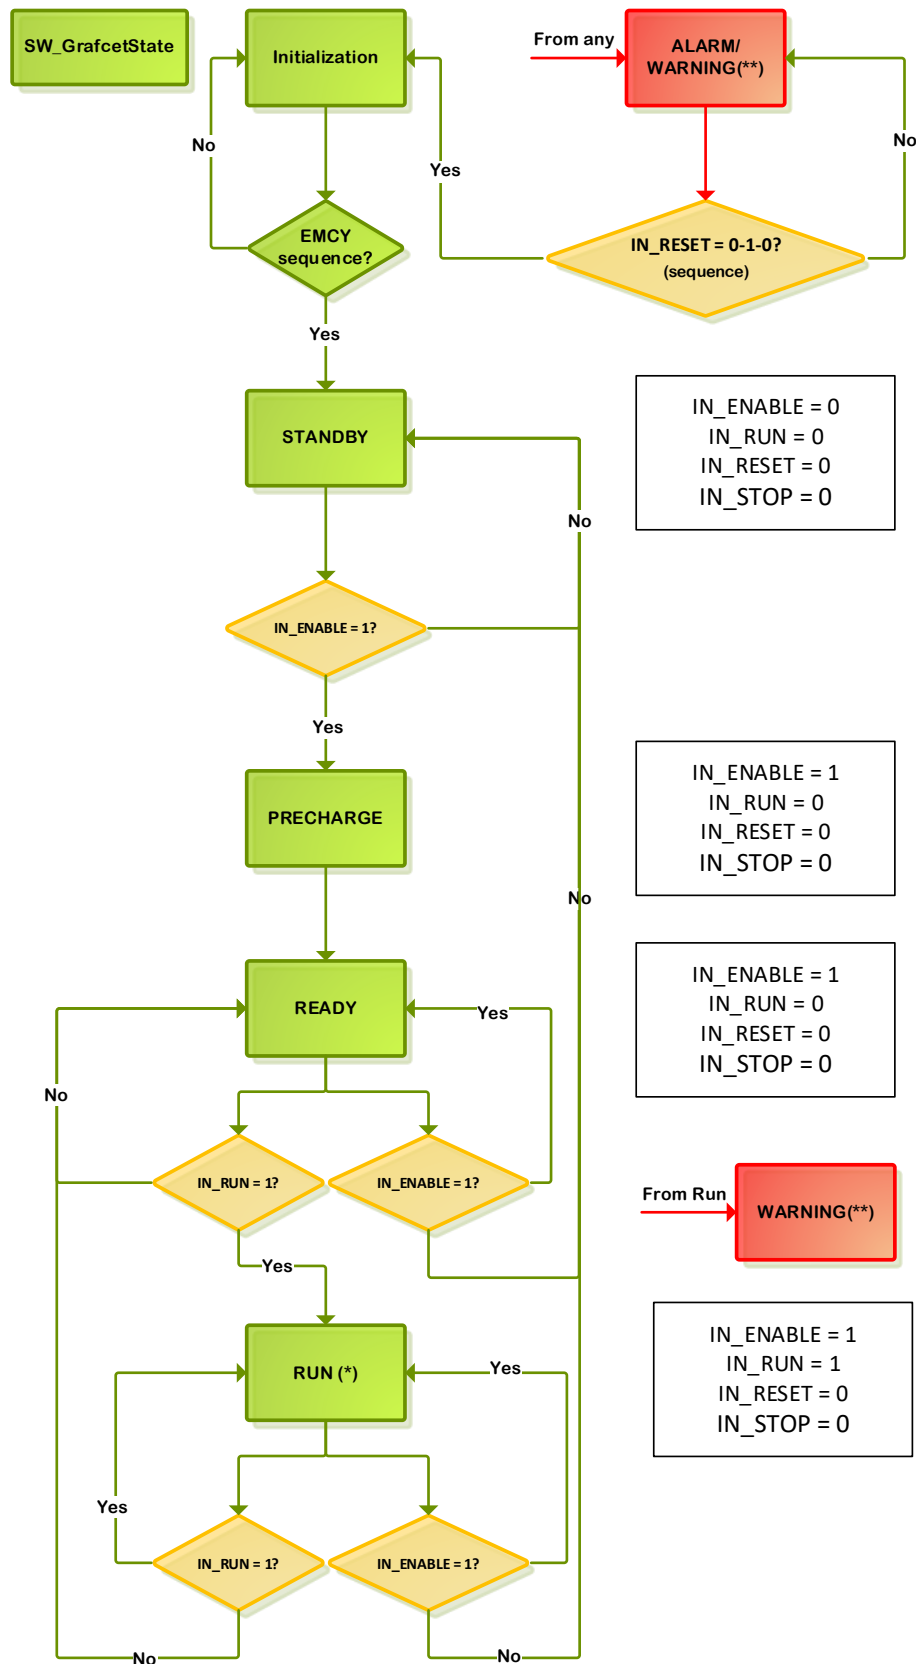 SW_GrafcetState
Initialization
From any
ALARM/
WARNING(**)
No
Yes
No
EMCY
sequence?
IN_RESET = 0-1-0?
(sequence)
Yes
STANDBY
IN_ENABLE = 0
IN_RUN = 0
IN_RESET = 0
IN_STOP = 0
No
IN_ENABLE = 1?
Yes
PRECHARGE
IN_ENABLE = 1
IN_RUN = 0
IN_RESET = 0
IN_STOP = 0
No
READY
Yes
IN_ENABLE = 1
IN_RUN = 0
IN_RESET = 0
IN_STOP = 0
No
IN_RUN = 1?
IN_ENABLE = 1?
From Run
WARNING(**)
Yes
RUN (*)
Yes
IN_ENABLE = 1
IN_RUN = 1
IN_RESET = 0
IN_STOP = 0
Yes
IN_RUN = 1?
IN_ENABLE = 1?
No
No